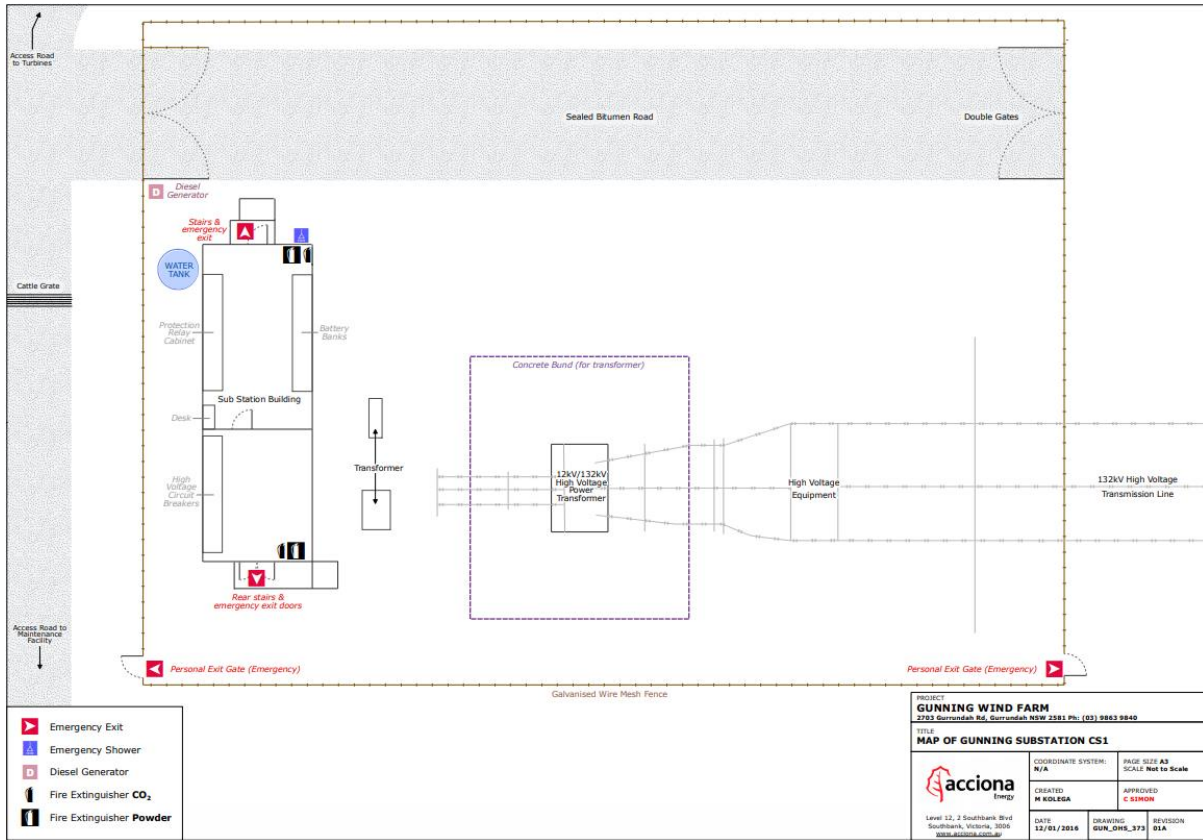 Access Road
to Turbines
Sealed Bitumen Road
Double Gates
D
Diesel
Generator
Stairs &
emergency
exit
WATER
TANK
Cattle Grate
Protection
Relay
Cabinet
Battery
Banks
Concrete Bund (for transformer)
Sub Station Building
Desk
Transformer
High
Voltage
Circuit
Breakers
12kV/132kV
High Voltage
Power
Transformer
High Voltage
Equipment
132kV High Voltage
Transmission Line
Rear stairs &
emergency exit doors
Access Road to
Maintenance
Facility
Personal Exit Gate (Emergency)
Personal Exit Gate (Emergency)
Galvanised Wire Mesh Fence
Emergency Exit
Emergency Shower
D Diesel Generator
Fire Extinguisher CO₂
Fire Extinguisher Powder
PROJECT
GUNNING WIND FARM
2703 Gurrundah Rd, Gurrundah NSW 2581 Ph: (03) 9863 9840
TITLE
MAP OF GUNNING SUBSTATION CS1
acciona
Energy
Level 12, 2 Southbank Blvd
Southbank, Victoria, 3006
www.acciona.com.au
COORDINATE SYSTEM:
N/A
PAGE SIZE A3
SCALE Not to Scale
CREATED
M KOLEGA
APPROVED
C SIMON
DATE
12/01/2016
DRAWING
GUN_OHS_373
REVISION
01A